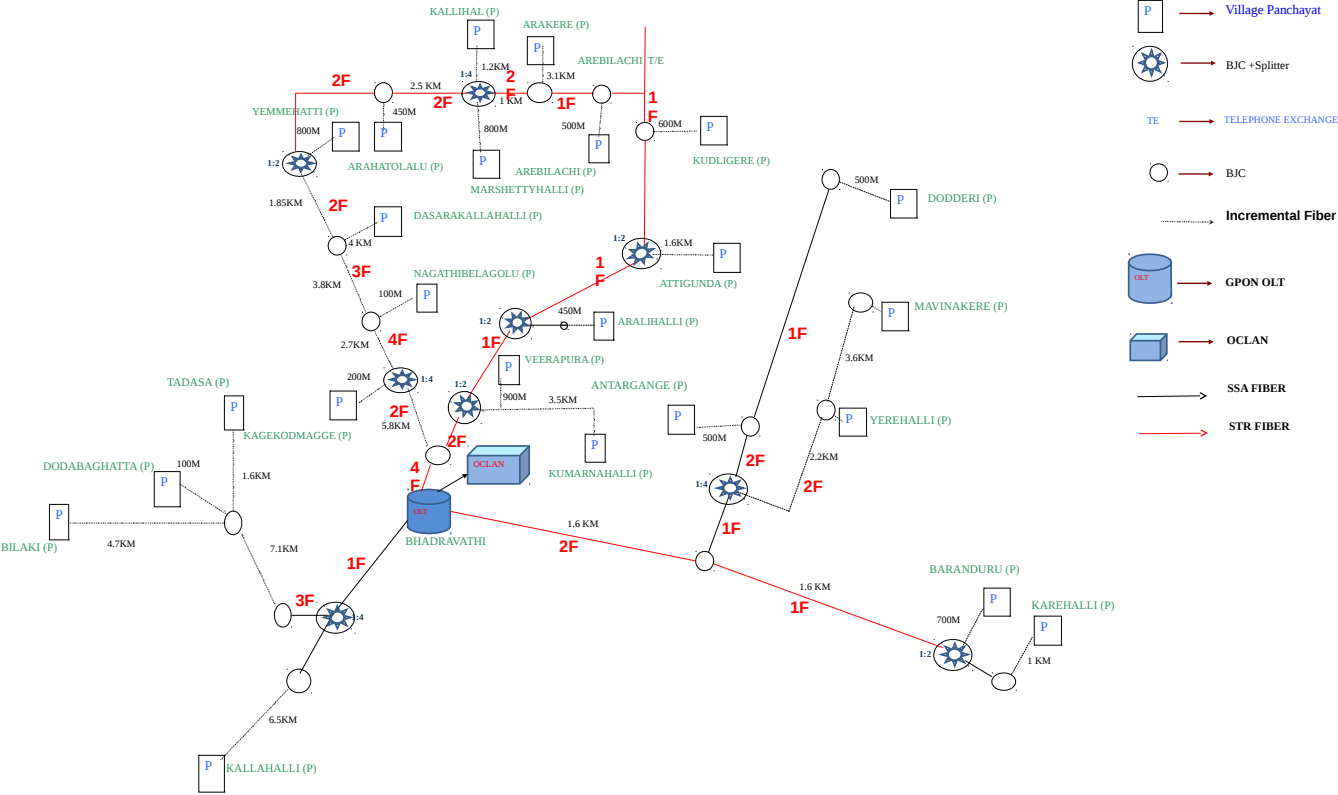 KALLIHAL (P)
P
ARAKERE (P)
P
AREBILACHI T/E
1:4
1.2KM
2F
3.1KM
2F
2.5 KM
2F
1 KM
1F
1F
YEMMEHATTI (P)
450M
800M
P
P
800M
500M
600M
P
1:2
ARAHATOLALU (P)
P
P
KUDLIGERE (P)
AREBILACHI (P)
MARSHETTYHALLI (P)
1.85KM
2F
P
DASARAKALLAHALLI (P)
4 KM
1:2
1.6KM
P
3F
3.8KM
NAGATHIBELAGOLU (P)
1F
ATTIGUNDA (P)
100M
P
450M
1:2
P
ARALIHALLI (P)
4F
2.7KM
1F
VEERAPURA (P)
P
200M
1:4
1:2
900M
3.5KM
ANTARGANGE (P)
P
2F
5.8KM
2F
P
KUMARNAHALLI (P)
4F
OCLAN
OLT
BHADRAVATHI
500M
P
DODDERI (P)
P
MAVINAKERE (P)
1F
3.6KM
P
YEREHALLI (P)
P
500M
2F
2.2KM
2F
1:4
1F
1.6 KM
2F
TADASA (P)
P
KAGEKODMAGGE (P)
DODABAGHATTA (P)
100M
P
1.6KM
P
BILAKI (P)
4.7KM
7.1KM
1F
3F
1:4
6.5KM
P
KALLAHALLI (P)
1.6 KM
1F
BARANDURU (P)
P
KAREHALLI (P)
P
700M
1:2
1 KM
P
Village Panchayat
BJC +Splitter
TE
TELEPHONE EXCHANGE
BJC
Incremental Fiber
OLT
GPON OLT
OCLAN
SSA FIBER
STR FIBER